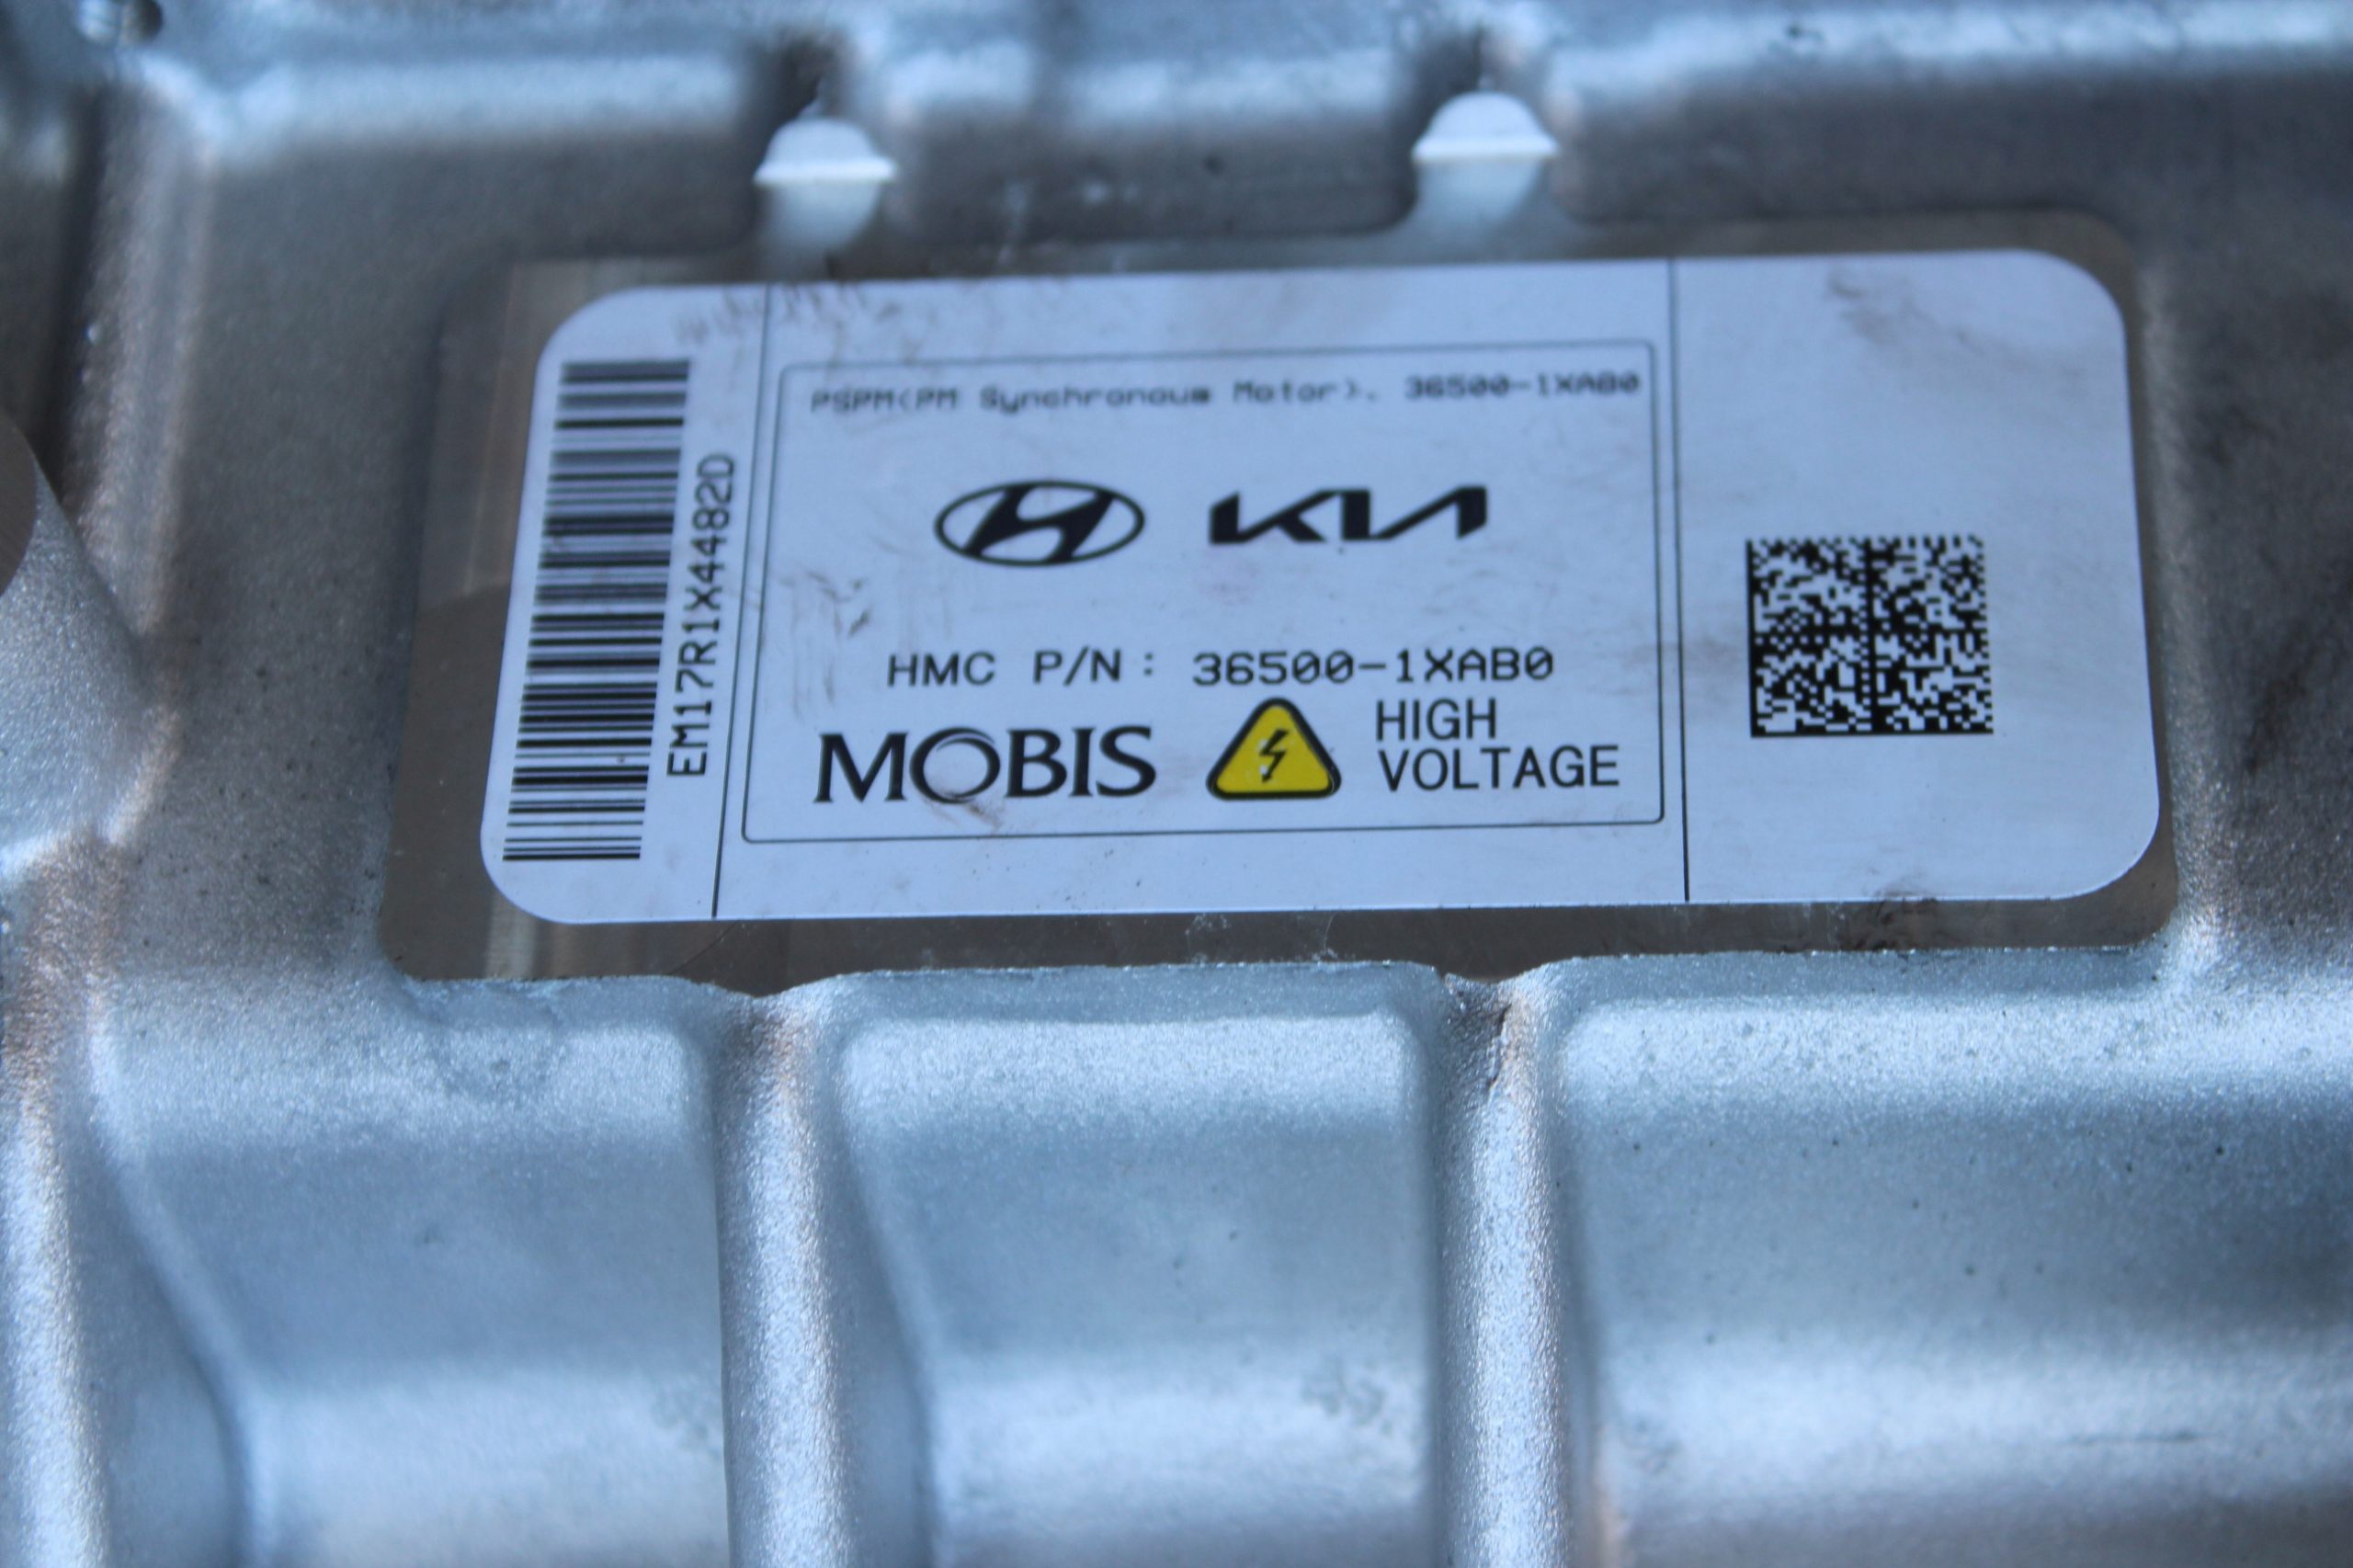 EM17R1X4482D
PSPM(PM Synchronous Motor). 36500-1XAB0
KIA
HMC P/N: 36500-1XAB0
MOBIS
HIGH
VOLTAGE